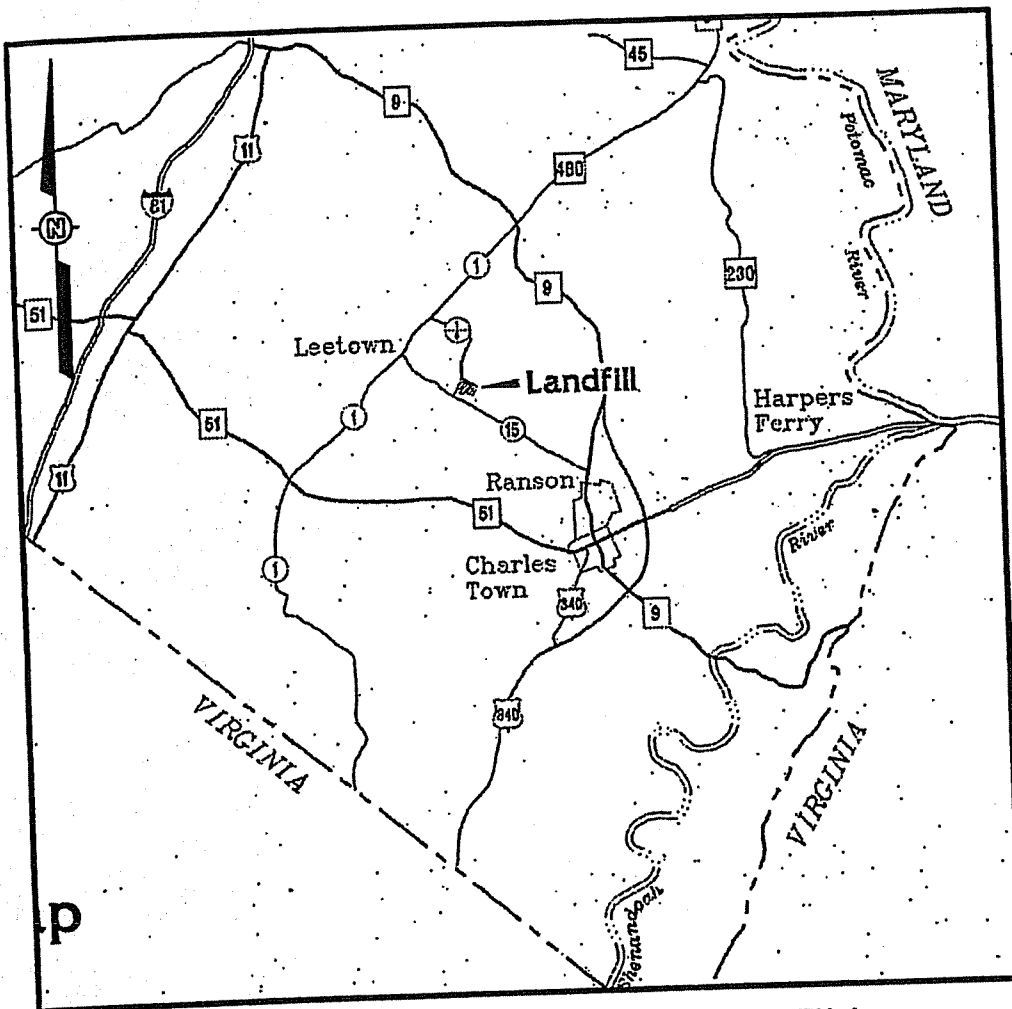 45
MARYLAND
9
Potomac
11
480
81
N
1
River
230
9
51
Leetown
Landfill
Harpers
Ferry
1
51
15
11
Ranson
51
River
Charles
Town
1
340
9
340
VIRGINIA
VIRGINIA
Shenandoah